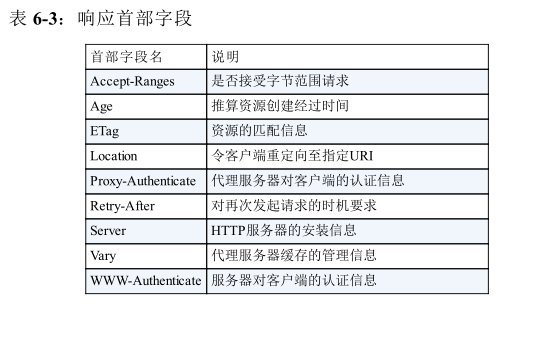 表 6-3：响应首部字段
首部字段名 说明
Accept-Ranges 是否接受字节范围请求
Age 推算资源创建经过时间
ETag 资源的匹配信息
Location 令客户端重定向至指定URI
Proxy-Authenticate 代理服务器对客户端的认证信息
Retry-After 对再次发起请求的时机要求
Server HTTP服务器的安装信息
Vary 代理服务器缓存的管理信息
WWW-Authenticate 服务器对客户端的认证信息